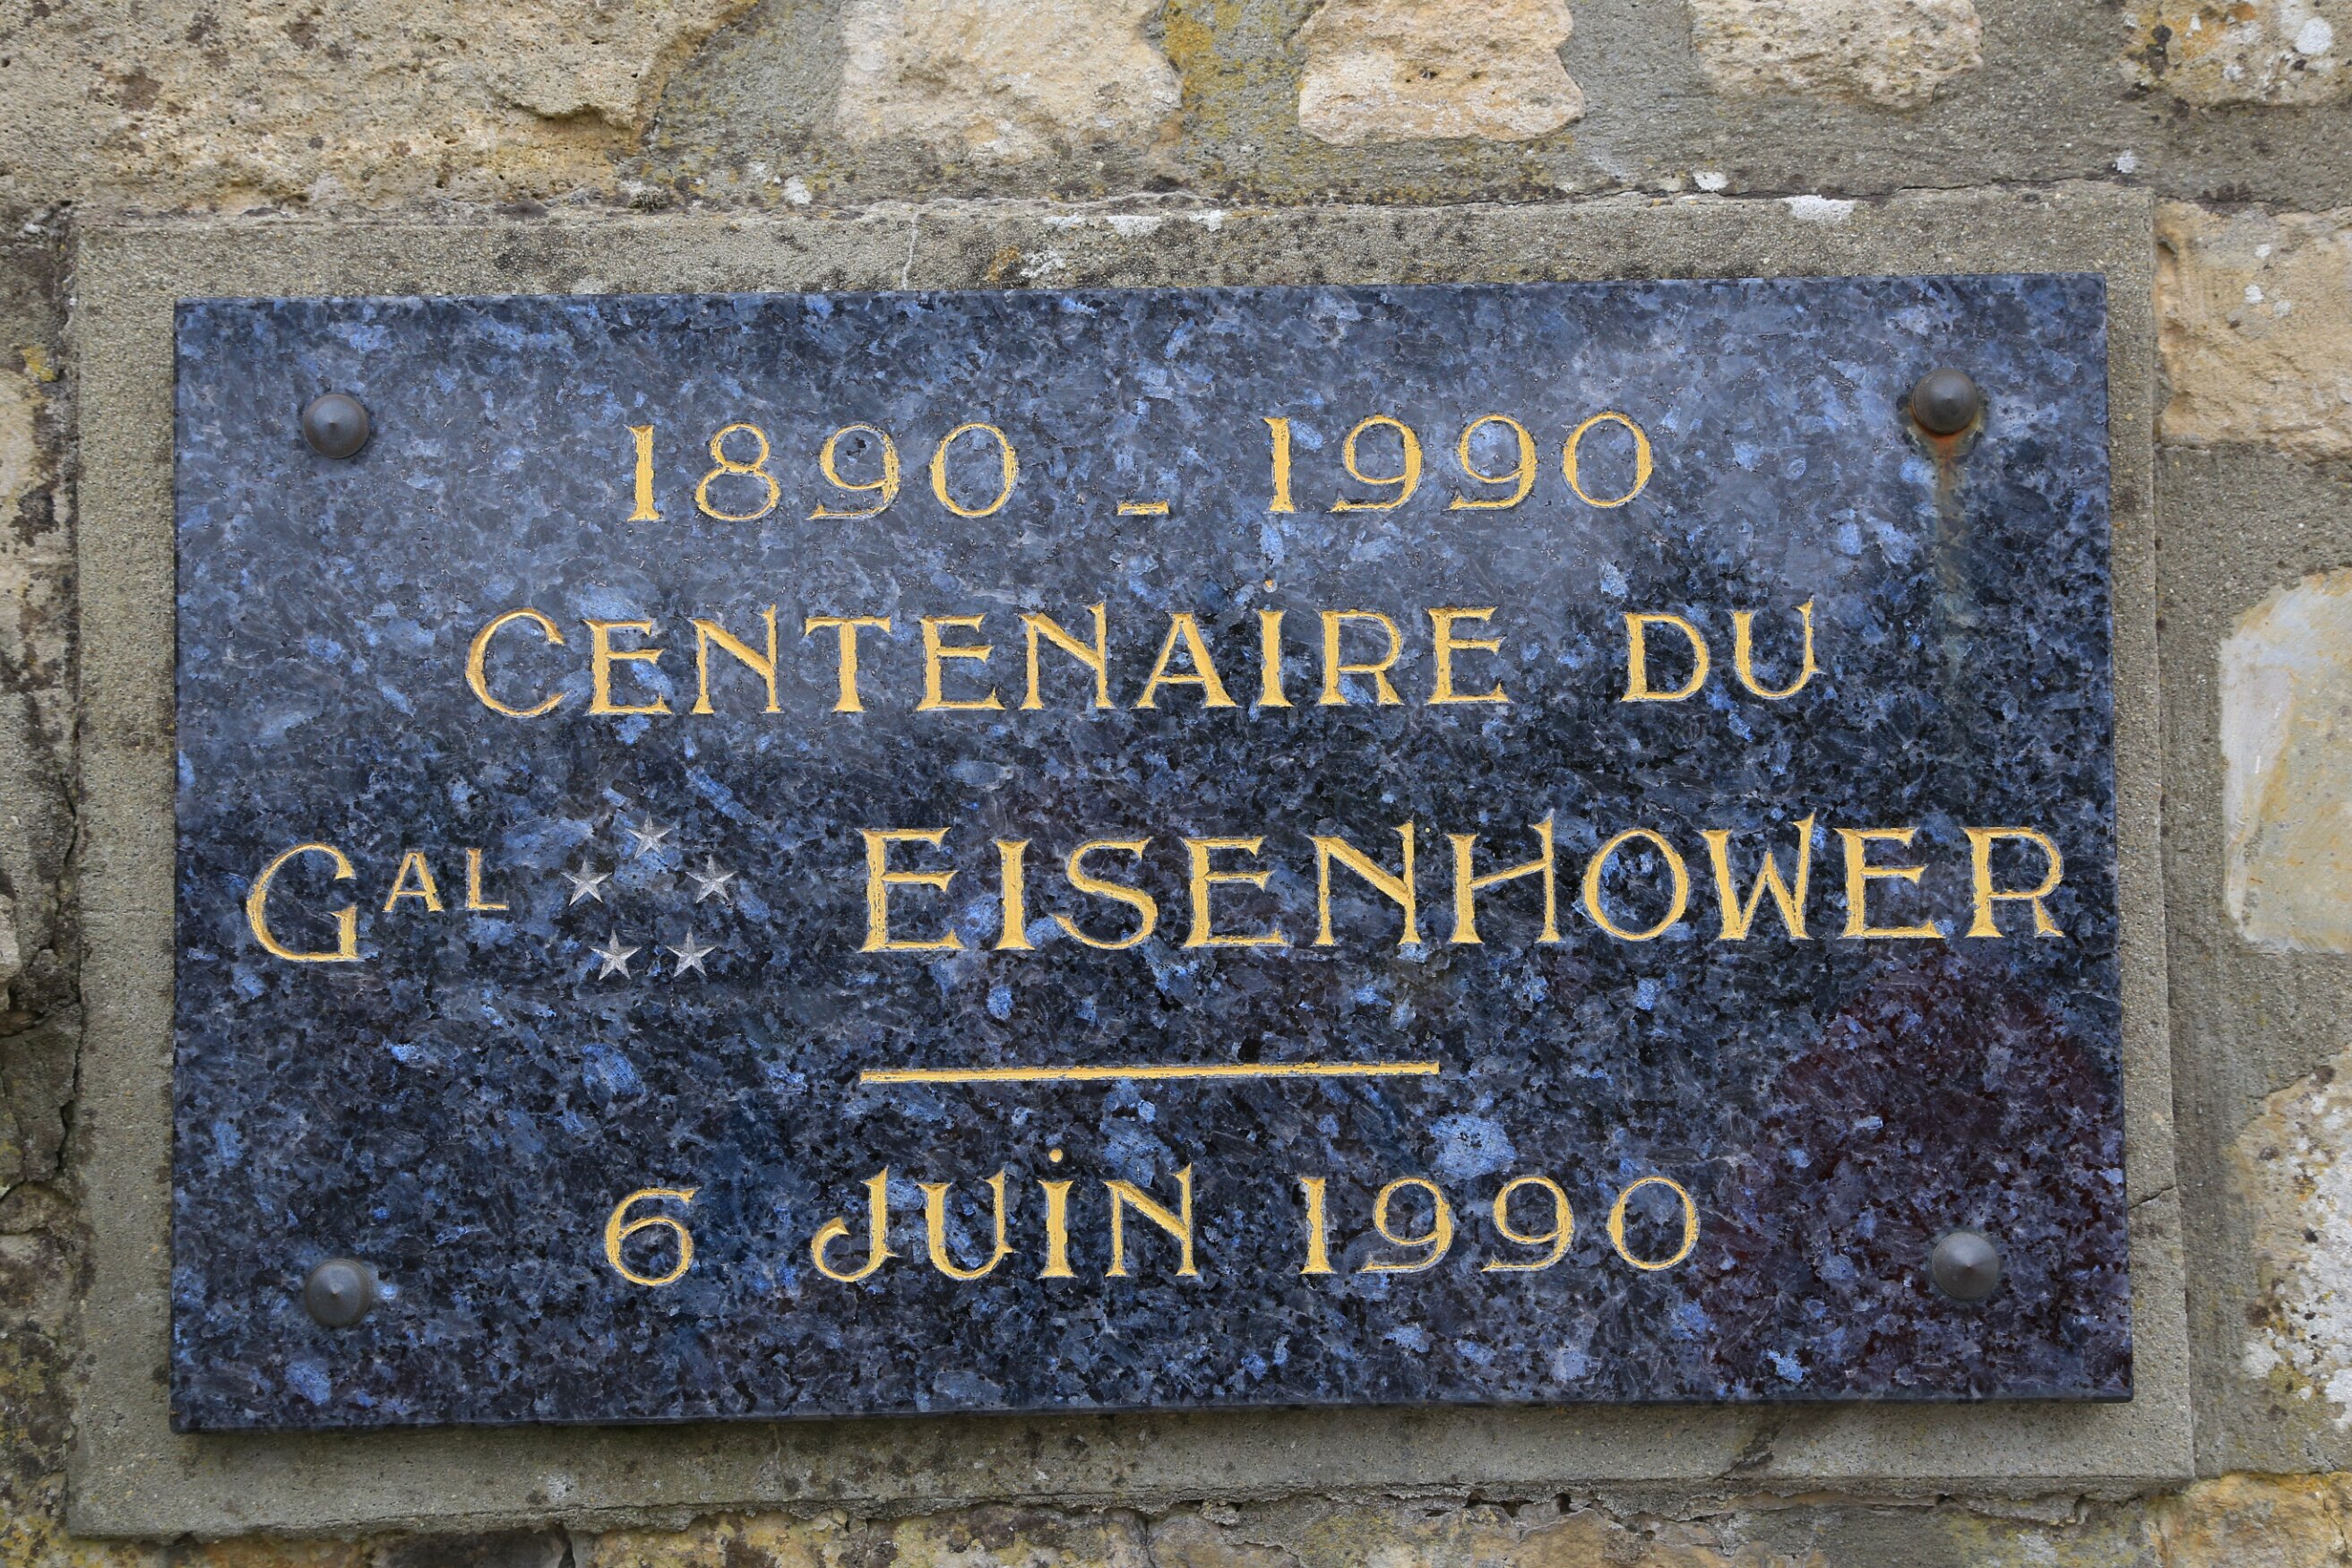 1890 - 1990
CENTENAIRE DU
GAL EISENHOWER
6 JUIN 1990